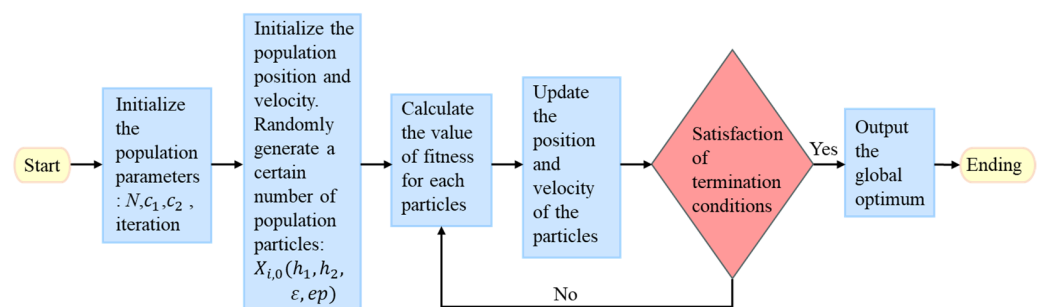 Start
Initialize
the
population
parameters
: N,c₁,c₂ ,
iteration
Initialize the
population
position and
velocity.
Randomly
generate a
certain
number of
population
particles:
X_{i,0}(h₁,h₂,
ε,ep)
Calculate
the value
of fitness
for each
particles
Update
the
position
and
velocity
of the
particles
Satisfaction
of
termination
conditions
Yes
No
Output
the
global
optimum
Ending